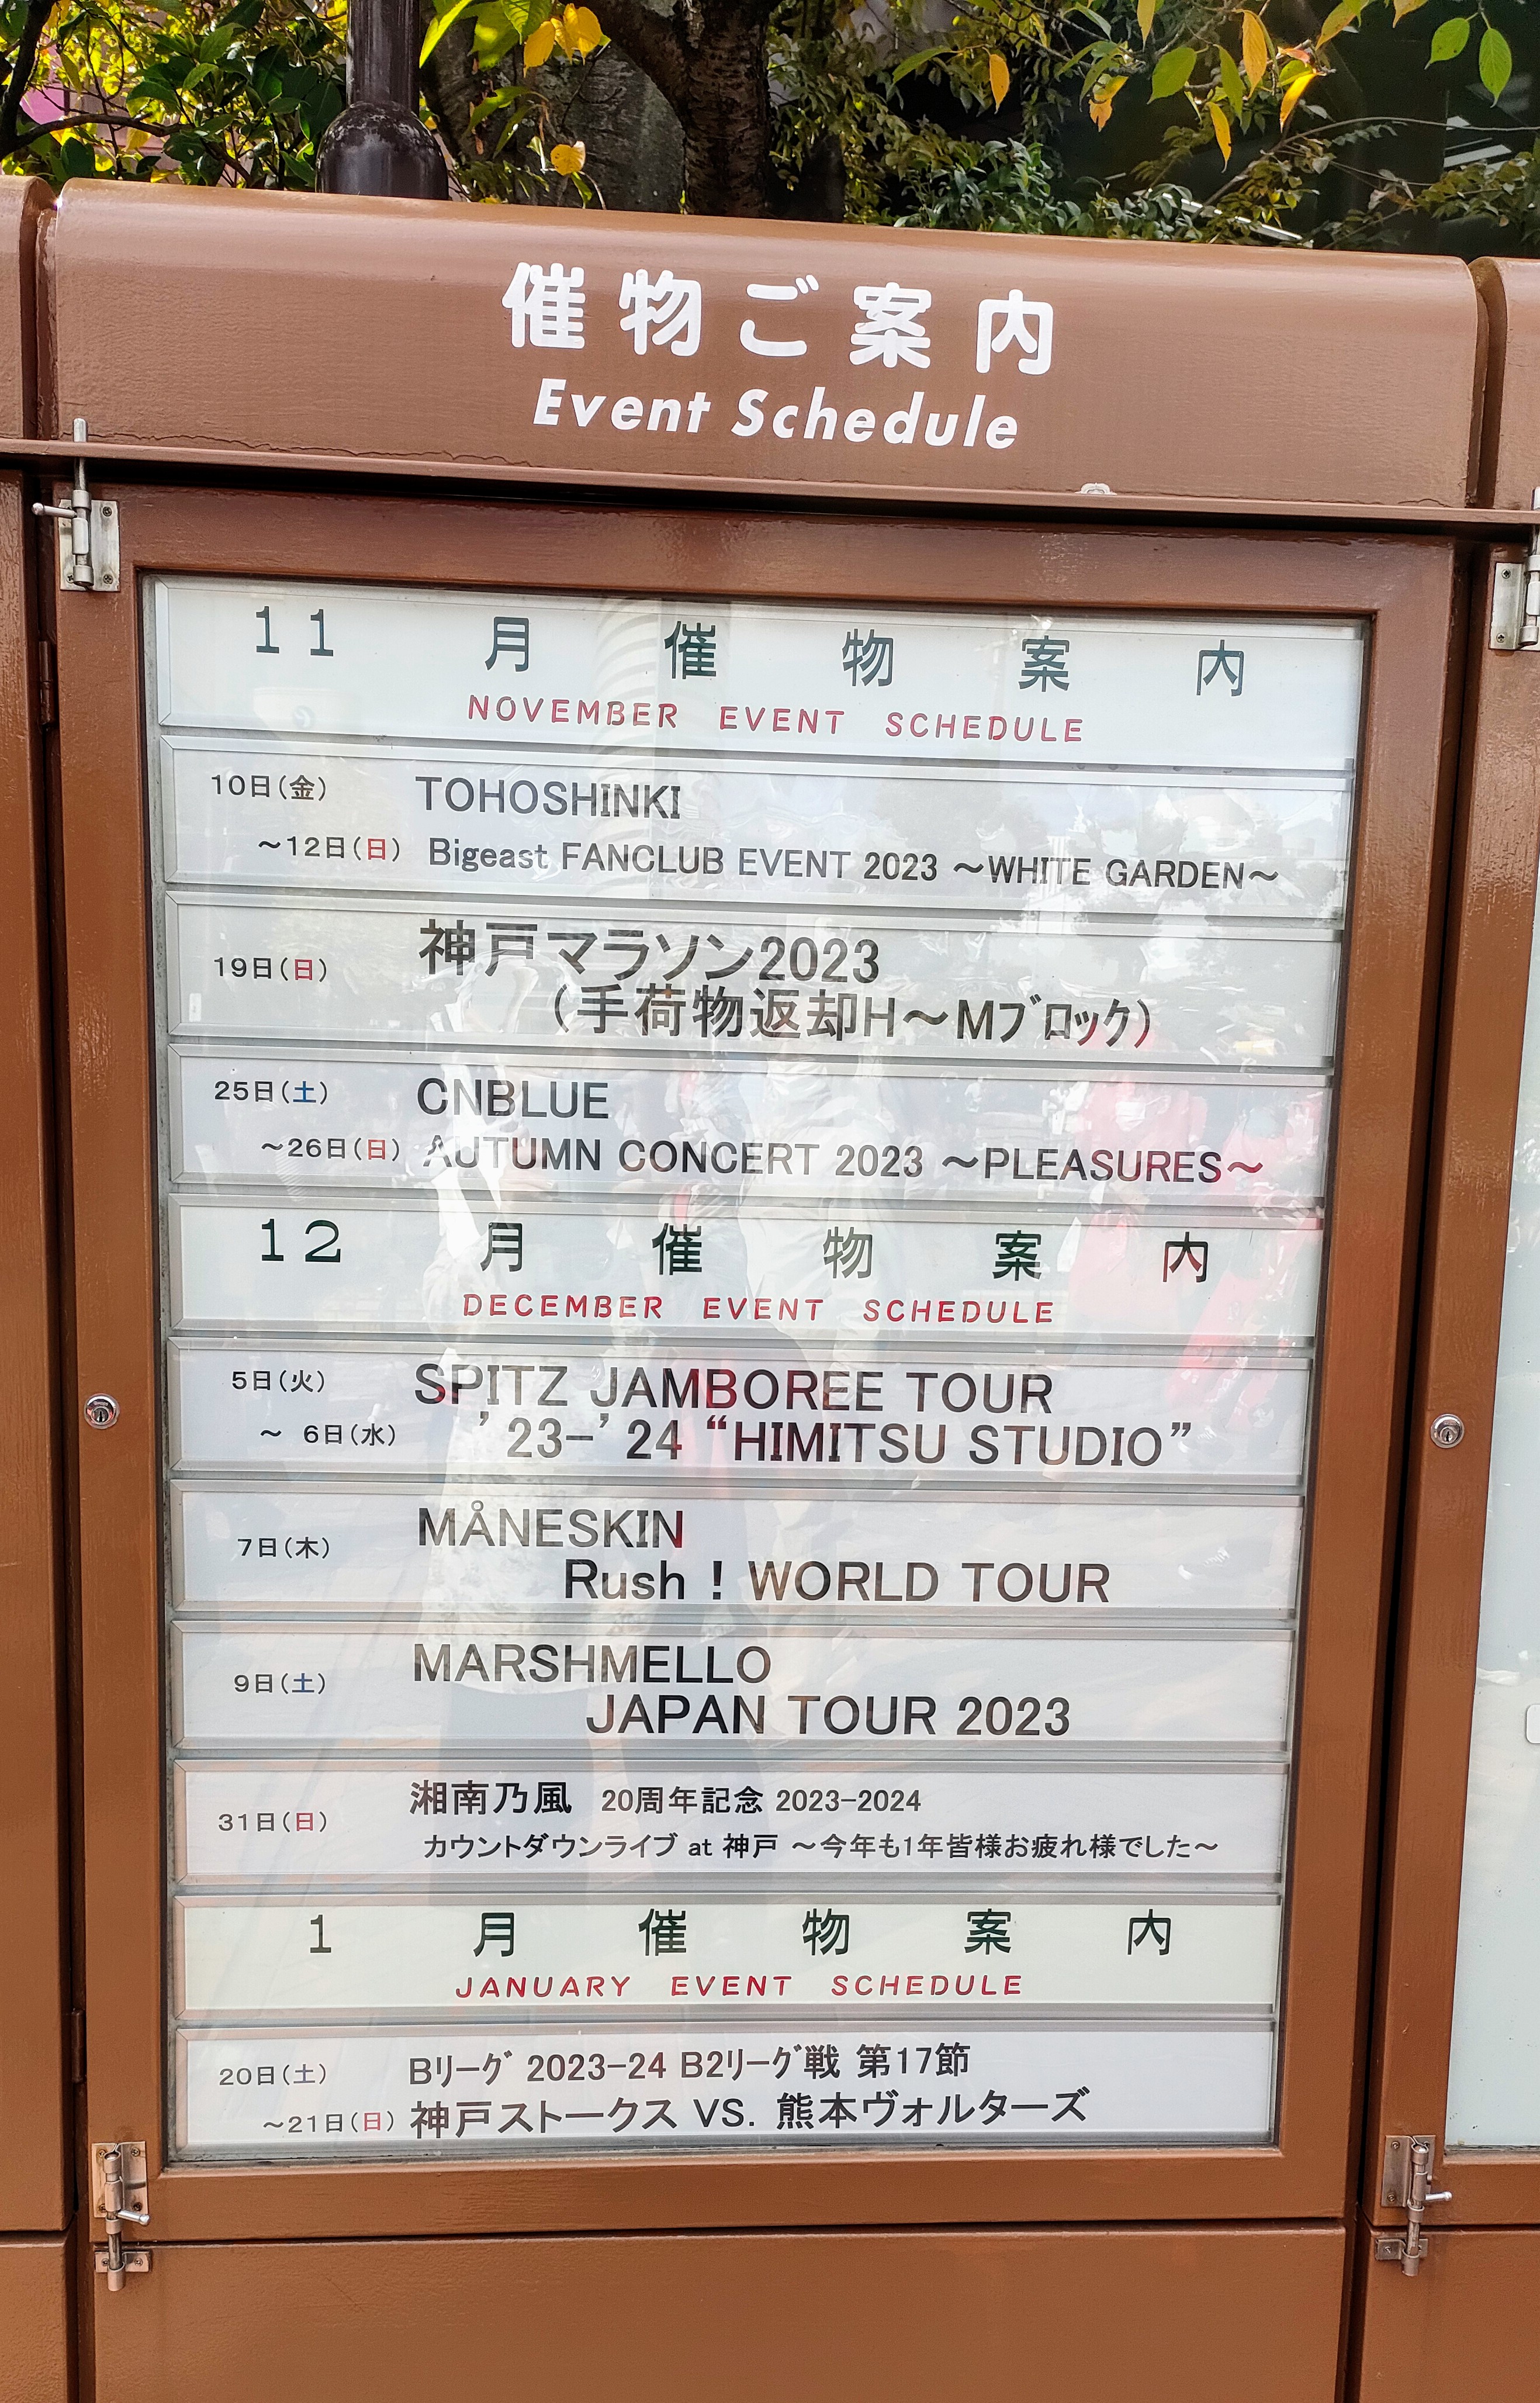 催物ご案内
Event Schedule
11月催物案内
NOVEMBER EVENT SCHEDULE
10日(金) TOHOSHINKI
～12日(日) Bigeast FANCLUB EVENT 2023 ～WHITE GARDEN～
19日(日) 神戸マラソン2023
(手荷物返却H～Mﾌﾞﾛｯｸ)
25日(土) CNBLUE
～26日(日) AUTUMN CONCERT 2023 ～PLEASURES～
12月催物案内
DECEMBER EVENT SCHEDULE
5日(火) SPITZ JAMBOREE TOUR
～ 6日(水) ’23-’24 “HIMITSU STUDIO”
7日(木) MÅNESKIN
Rush！WORLD TOUR
9日(土) MARSHMELLO
JAPAN TOUR 2023
31日(日) 湘南乃風 20周年記念 2023-2024
カウントダウンライブ at 神戸 ～今年も1年皆様お疲れ様でした～
1月催物案内
JANUARY EVENT SCHEDULE
20日(土) Bﾘｰｸﾞ 2023-24 B2ﾘｰｸﾞ戦 第17節
～21日(日) 神戸ストークス VS. 熊本ヴォルターズ